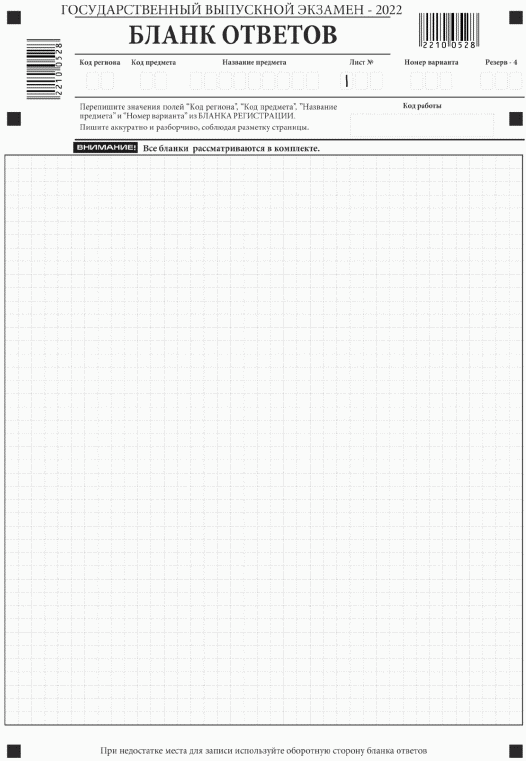 ГОСУДАРСТВЕННЫЙ ВЫПУСКНОЙ ЭКЗАМЕН - 2022
БЛАНК ОТВЕТОВ
2210 0528
2210 0528
Код региона Код предмета Название предмета Лист № Номер варианта Резерв - 4
1
Перепишите значения полей "Код региона", "Код предмета", "Название
предмета" и "Номер варианта" из БЛАНКА РЕГИСТРАЦИИ.
Пишите аккуратно и разборчиво, соблюдая разметку страницы.
Код работы
ВНИМАНИЕ! Все бланки рассматриваются в комплекте.
При недостатке места для записи используйте оборотную сторону бланка ответов